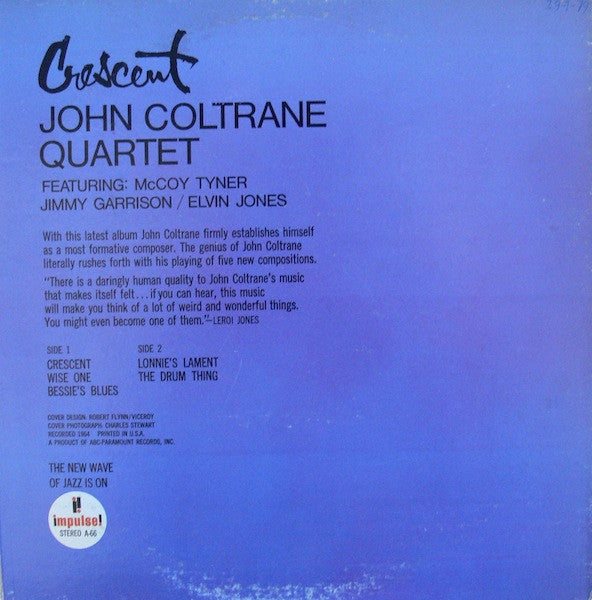 Crescent
JOHN COLTRANE
QUARTET
FEATURING: McCOY TYNER
JIMMY GARRISON / ELVIN JONES
With this latest album John Coltrane firmly establishes himself
as a most formative composer. The genius of John Coltrane
literally rushes forth with his playing of five new compositions.
“There is a daringly human quality to John Coltrane's music
that makes itself felt...if you can hear, this music
will make you think of a lot of weird and wonderful things.
You might even become one of them.”—LEROI JONES
SIDE 1
CRESCENT
WISE ONE
BESSIE'S BLUES
SIDE 2
LONNIE'S LAMENT
THE DRUM THING
COVER DESIGN: ROBERT FLYNN/VICEROY
COVER PHOTOGRAPH: CHARLES STEWART
RECORDED 1964 PRINTED IN U.S.A.
A PRODUCT OF ABC-PARAMOUNT RECORDS, INC.
THE NEW WAVE
OF JAZZ IS ON
impulse!
STEREO A-66